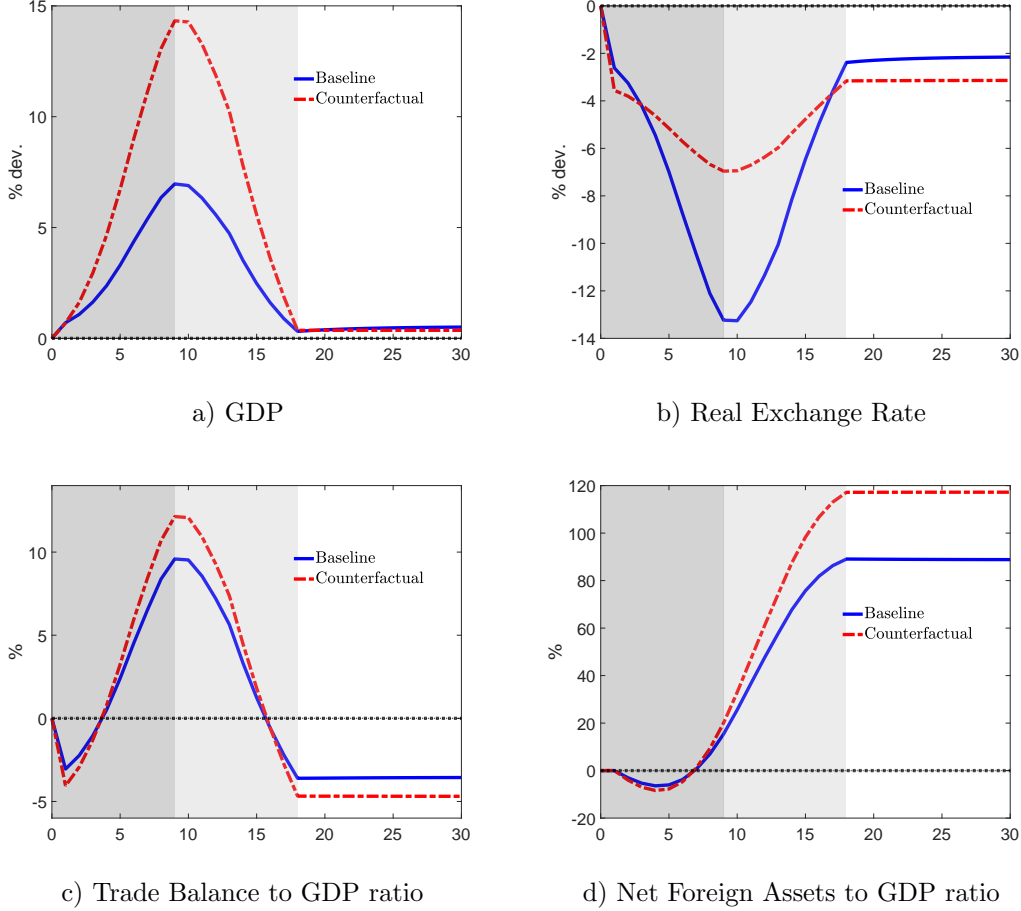 15
10
5
0
% dev.
Baseline
Counterfactual
0 5 10 15 20 25 30
a) GDP
0
-2
-4
-6
-8
-10
-12
-14
% dev.
Baseline
Counterfactual
0 5 10 15 20 25 30
b) Real Exchange Rate
10
5
0
-5
%
Baseline
Counterfactual
0 5 10 15 20 25 30
c) Trade Balance to GDP ratio
120
100
80
60
40
20
0
-20
%
Baseline
Counterfactual
0 5 10 15 20 25 30
d) Net Foreign Assets to GDP ratio